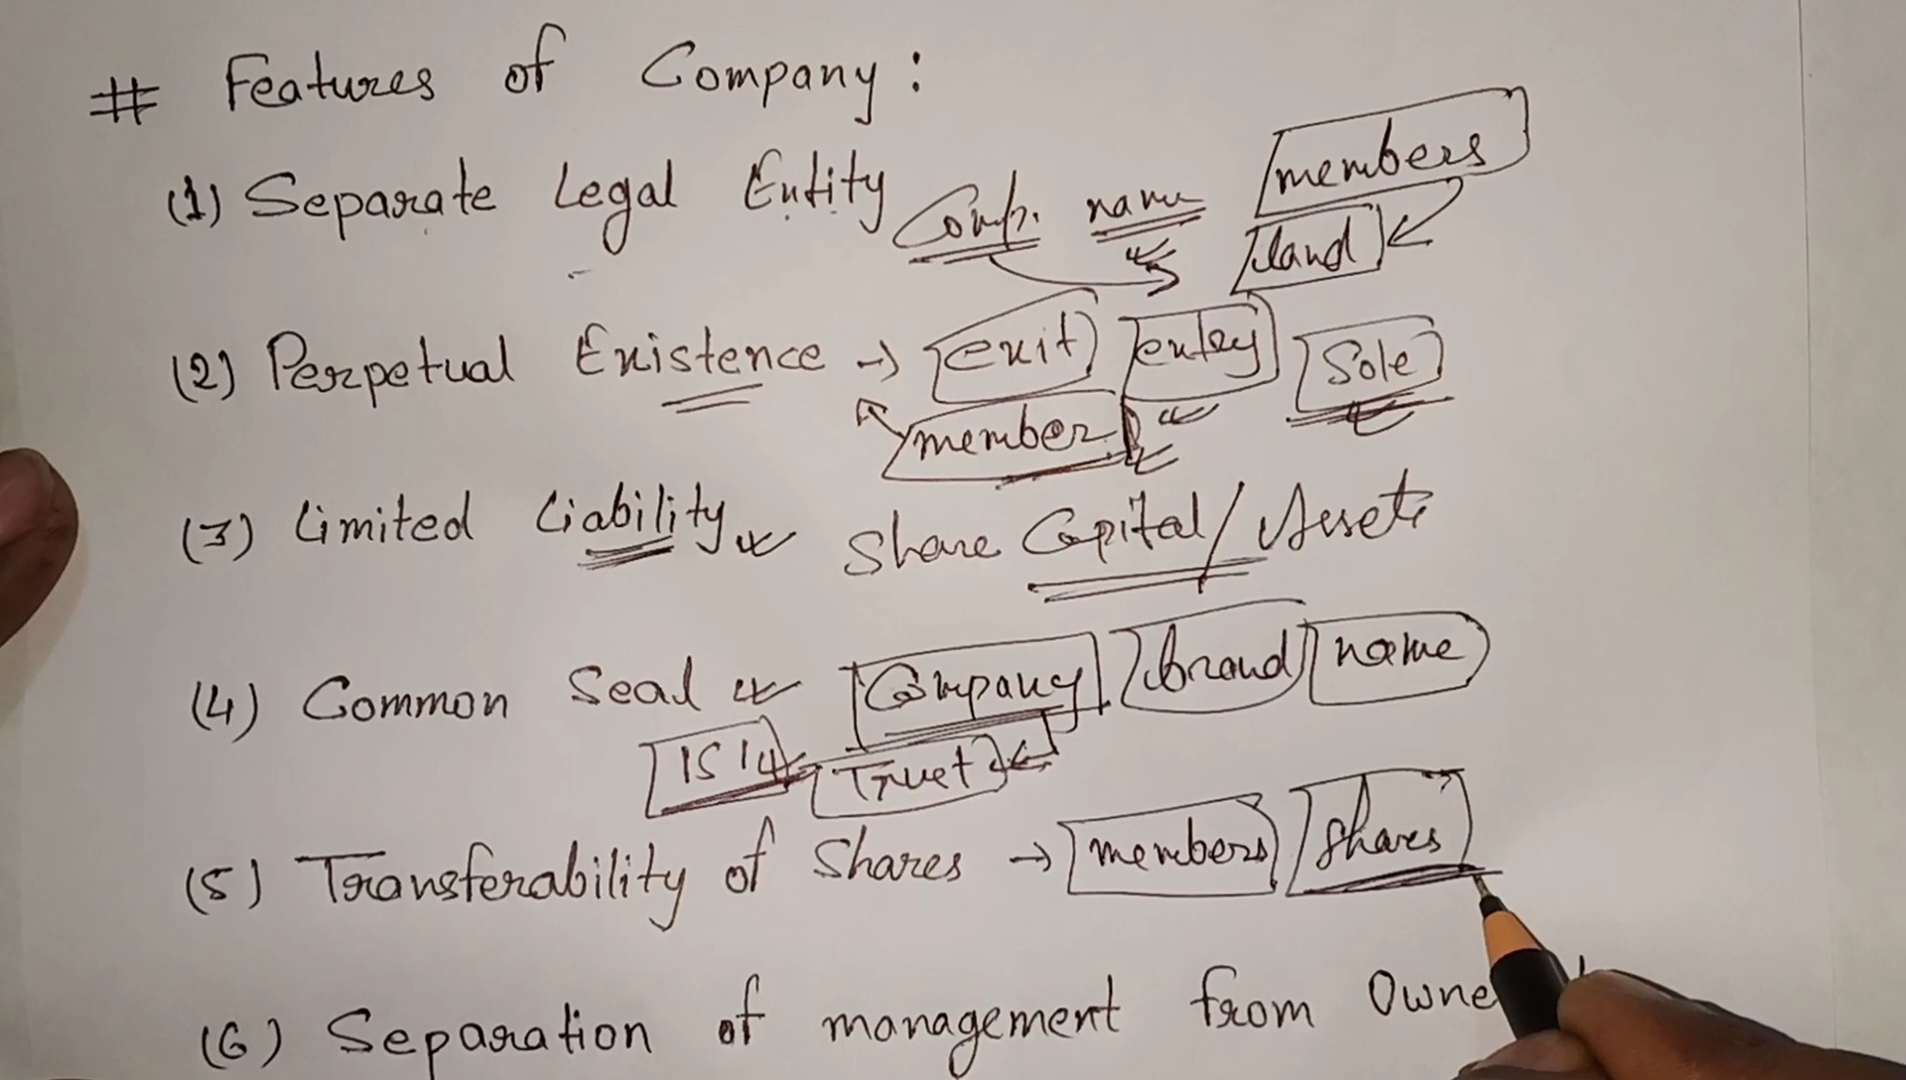 # Features of Company:
(1) Separate Legal Entity Comp. name members
land
(2) Perpetual Existence → exit entry Sole
member
(3) Limited Liability Share Capital/Assets
(4) Common Seal Company brand name
Trust
(5) Transferability of Shares → members shares
(6) Separation of management from Owne